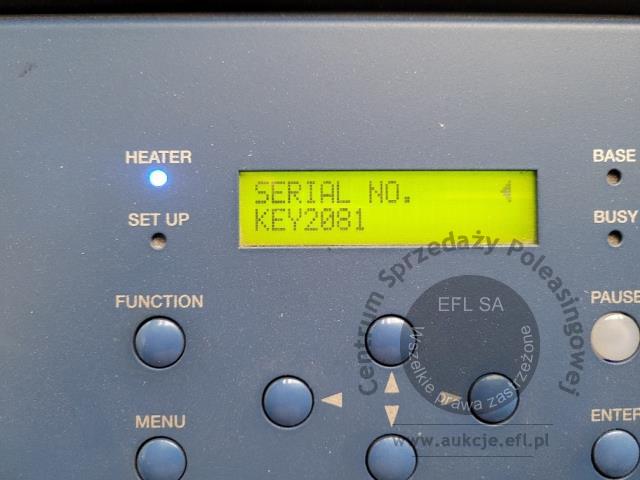 HEATER
BASE
SERIAL NO.
KEY2081
SET UP
BUSY
Centrum Sprzedaży Poleasingowej
FUNCTION
EFL SA
PAUSE
Wszelkie prawa zastrzeżone
MENU
ENTER
www.aukcje.efl.pl